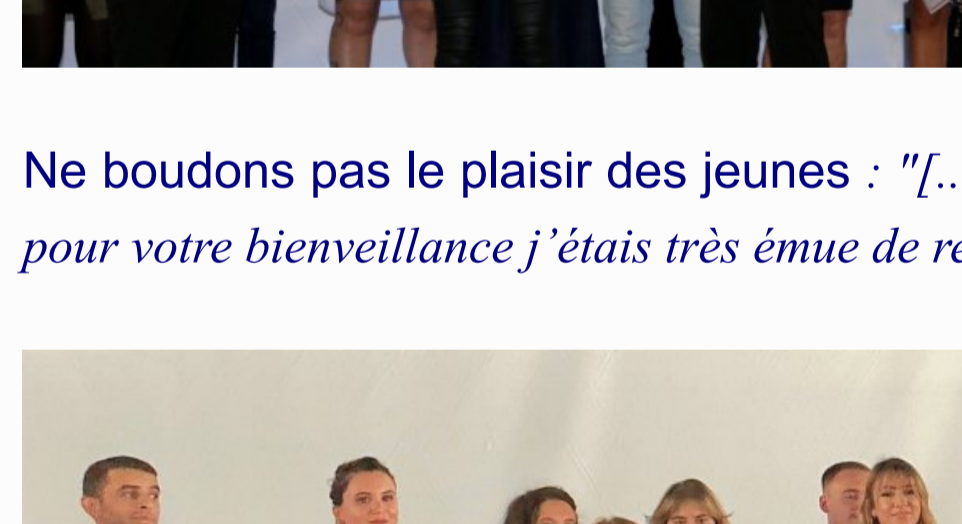 Ne boudons pas le plaisir des jeunes : "[..
pour votre bienveillance j’étais très émue de re